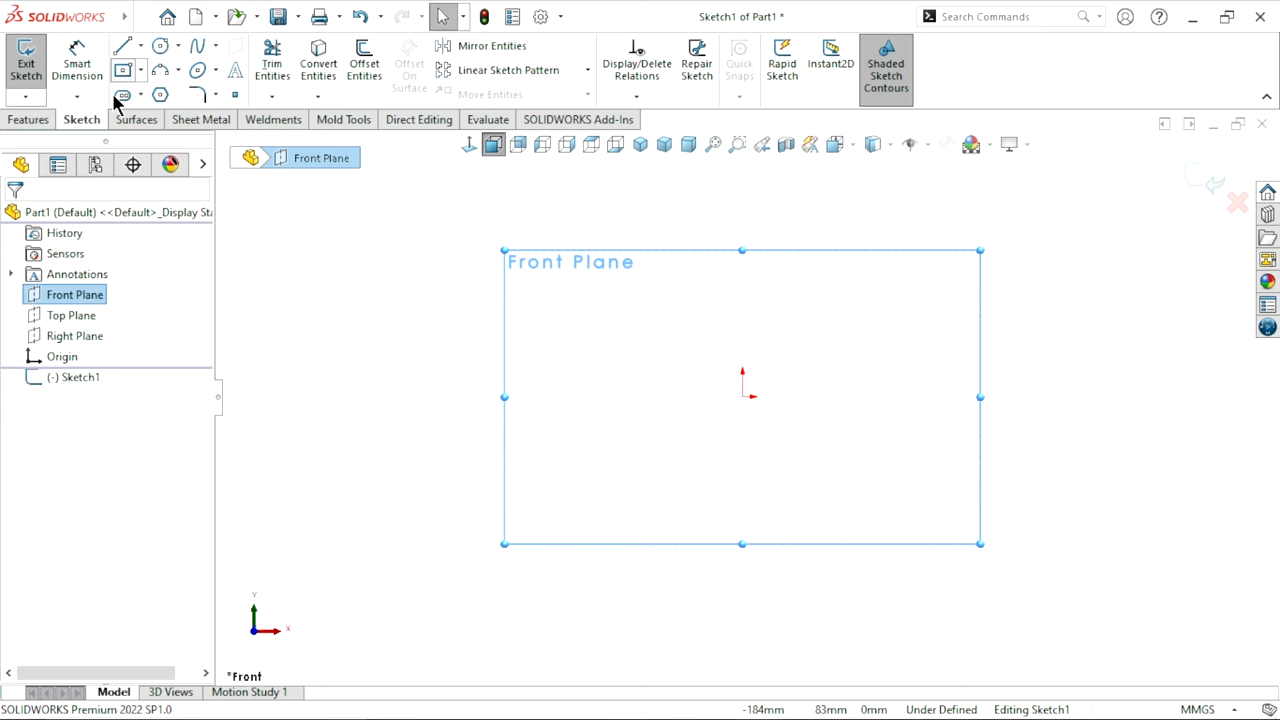 SOLIDWORKS
Sketch1 of Part1 *
Search Commands
Exit Sketch
Smart Dimension
Trim Entities
Convert Entities
Offset Entities
Offset On Surface
Mirror Entities
Linear Sketch Pattern
Move Entities
Display/Delete Relations
Repair Sketch
Quick Snaps
Rapid Sketch
Instant2D
Shaded Sketch Contours
Features
Sketch
Surfaces
Sheet Metal
Weldments
Mold Tools
Direct Editing
Evaluate
SOLIDWORKS Add-Ins
Front Plane
Part1 (Default) <<Default>_Display Sta
History
Sensors
Annotations
Front Plane
Top Plane
Right Plane
Origin
(-) Sketch1
Front Plane
Y
X
*Front
Model
3D Views
Motion Study 1
SOLIDWORKS Premium 2022 SP1.0
-184mm
83mm
0mm
Under Defined
Editing Sketch1
MMGS